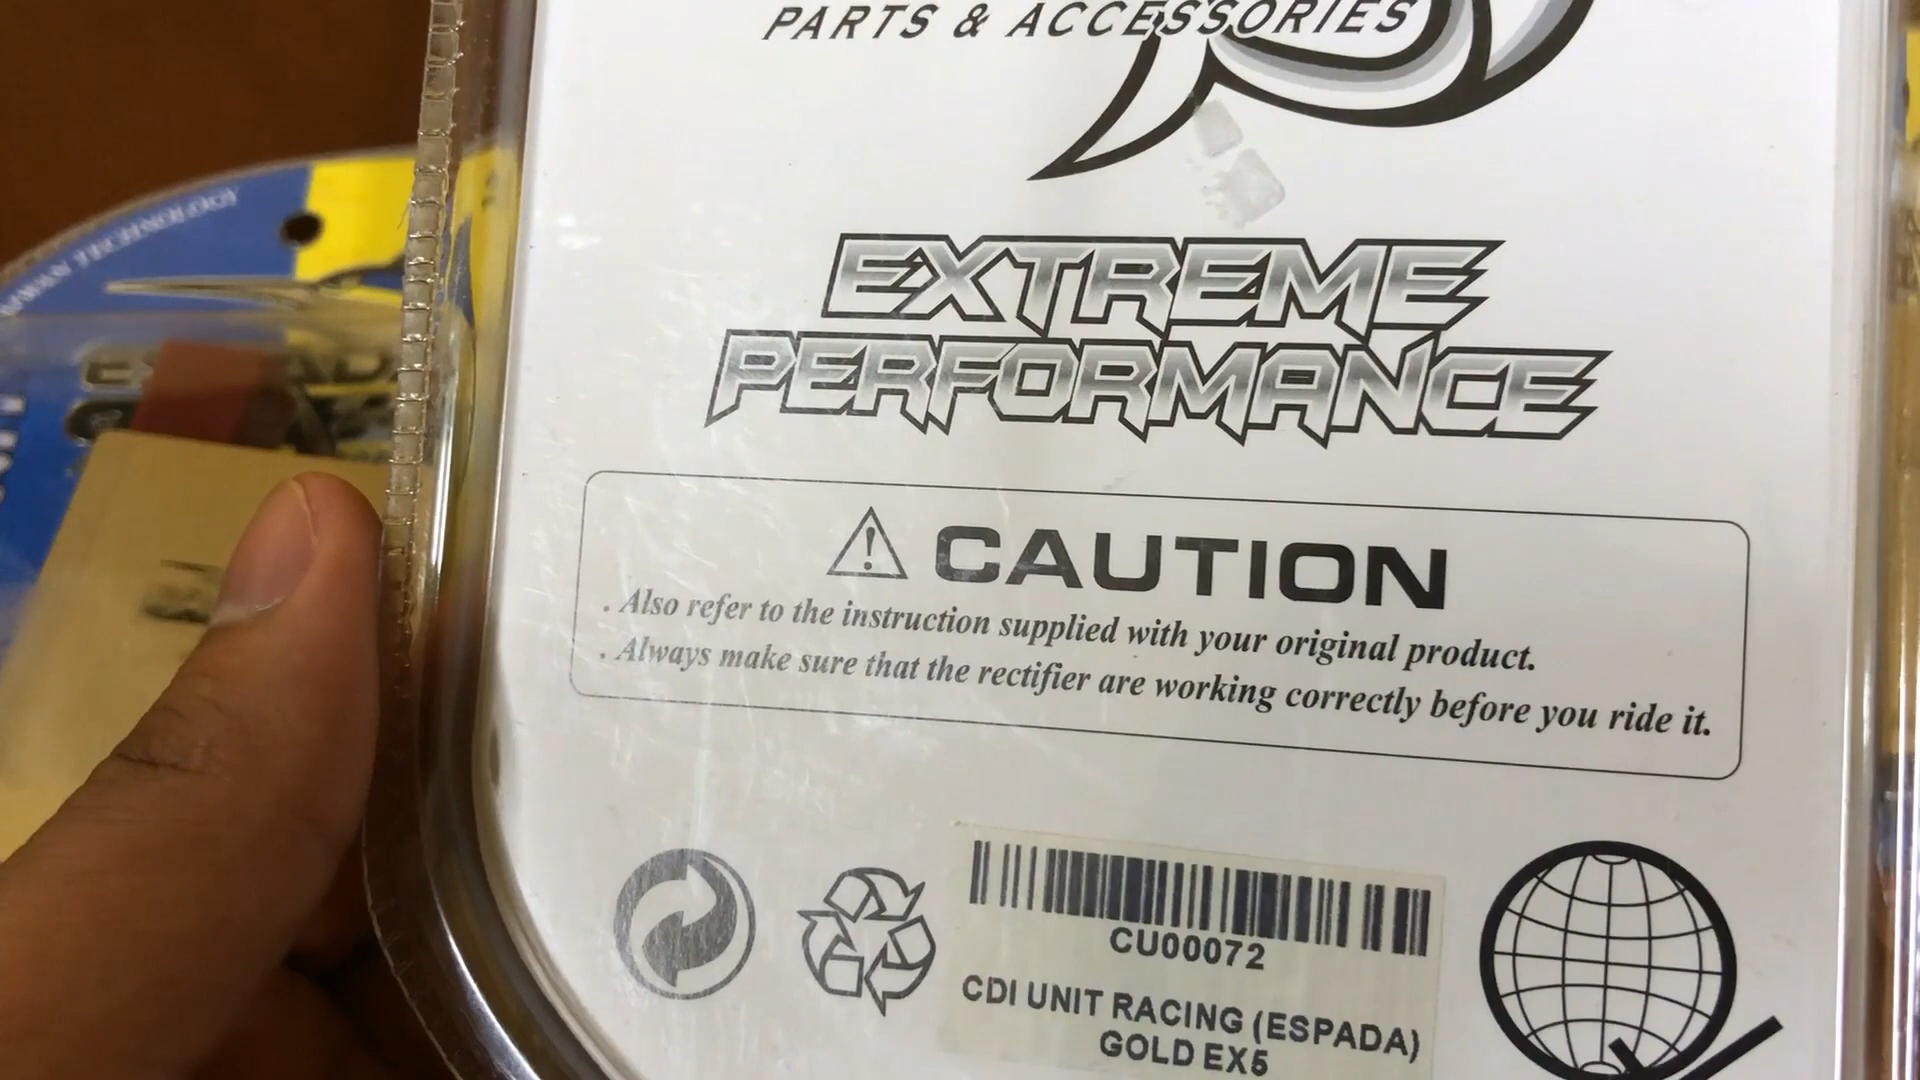 PARTS & ACCESSORIES
EXTREME
PERFORMANCE
CAUTION
. Also refer to the instruction supplied with your original product.
. Always make sure that the rectifier are working correctly before you ride it.
CU00072
CDI UNIT RACING (ESPADA)
GOLD EX5
TECHNOLOGY